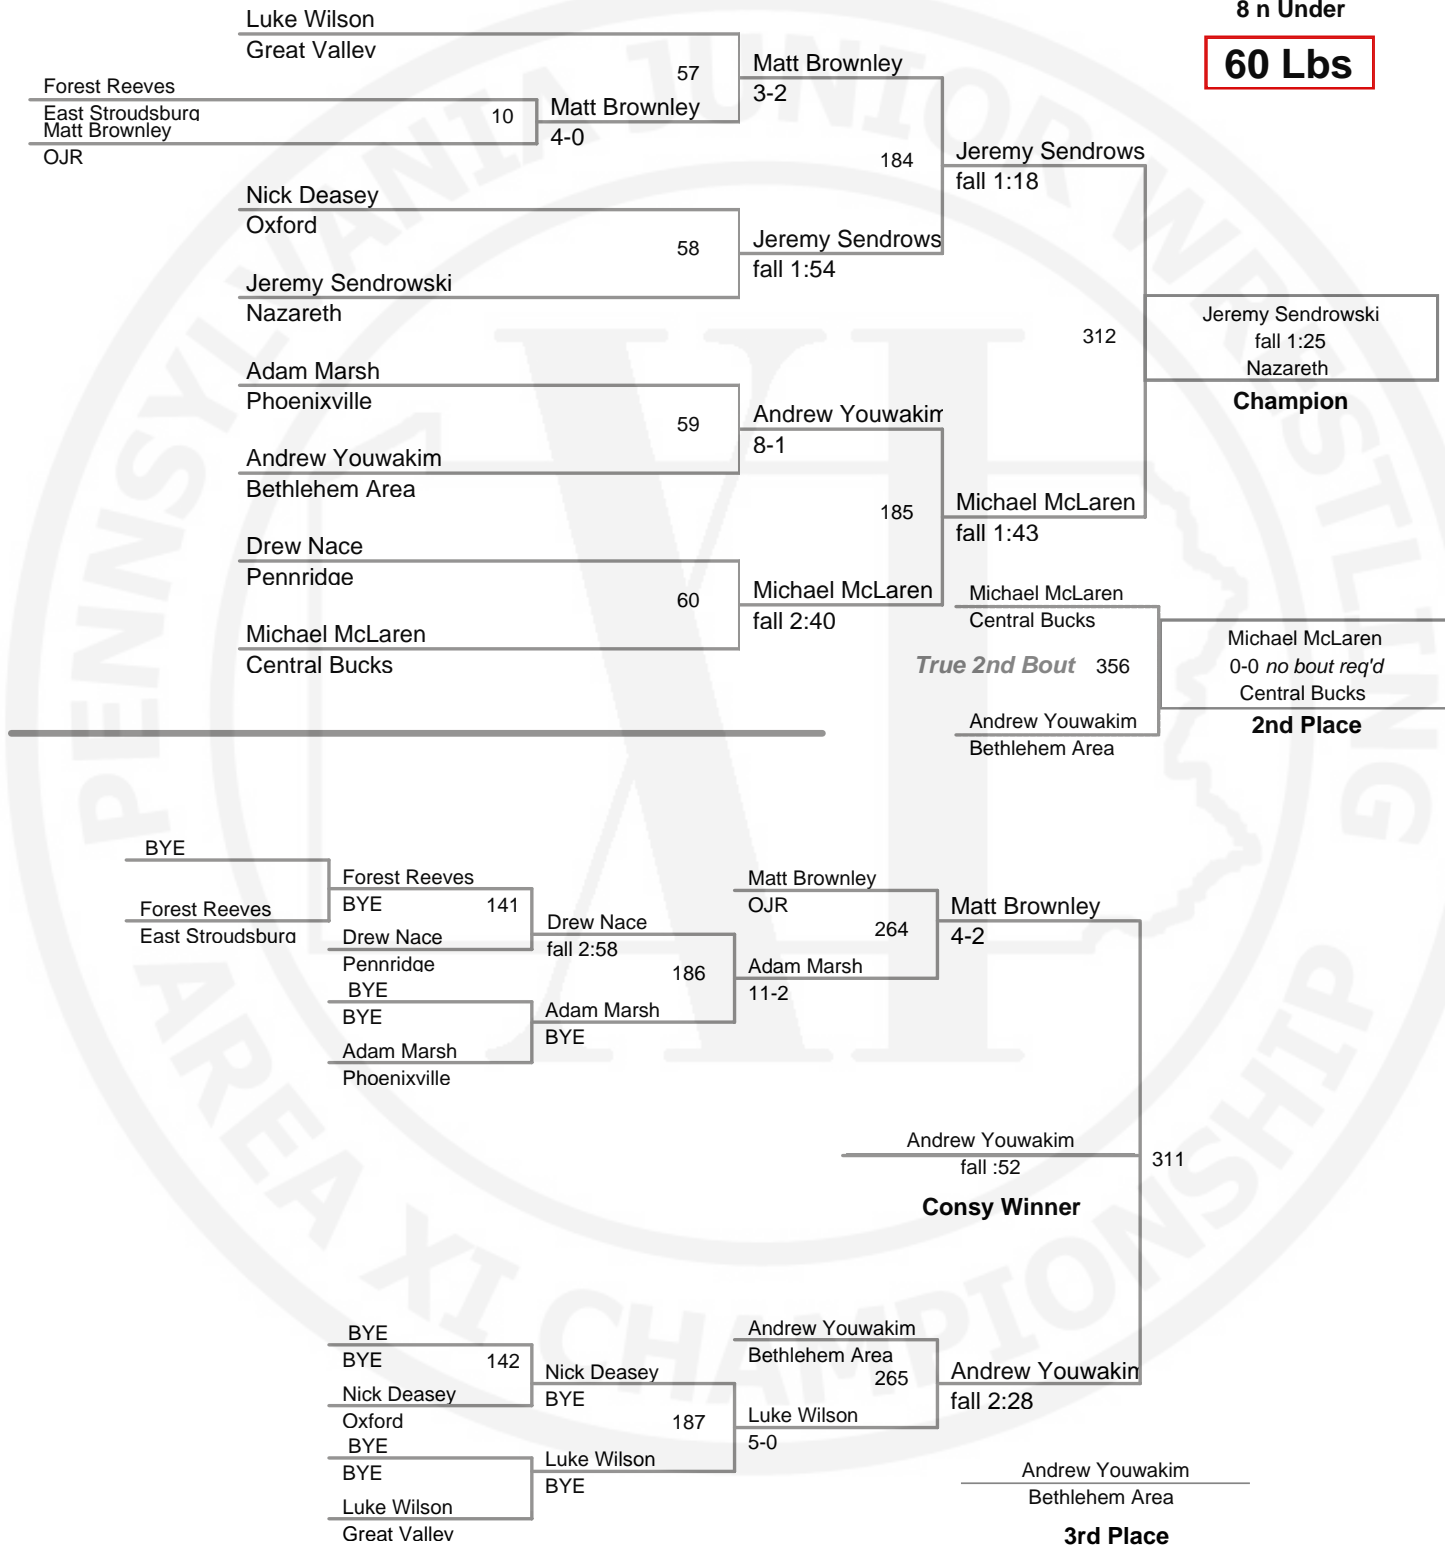 8 n Under
60 Lbs
Luke Wilson
Great Valley
57
Matt Brownley
3-2
Forest Reeves
East Stroudsburg
10
Matt Brownley
4-0
Matt Brownley
OJR
184
Jeremy Sendrows
fall 1:18
Nick Deasey
Oxford
58
Jeremy Sendrows
fall 1:54
Jeremy Sendrowski
Nazareth
312
Jeremy Sendrowski
fall 1:25
Nazareth
Champion
Adam Marsh
Phoenixville
59
Andrew Youwakim
8-1
Andrew Youwakim
Bethlehem Area
185
Michael McLaren
fall 1:43
Drew Nace
Pennridge
60
Michael McLaren
fall 2:40
Michael McLaren
Central Bucks
Michael McLaren
Central Bucks
True 2nd Bout 356
Michael McLaren
0-0 no bout req'd
Central Bucks
2nd Place
Andrew Youwakim
Bethlehem Area
BYE
Forest Reeves
East Stroudsburg
Forest Reeves
BYE
141
Drew Nace
Pennridge
Drew Nace
fall 2:58
186
BYE
BYE
Adam Marsh
BYE
Adam Marsh
Phoenixville
Matt Brownley
OJR
264
Adam Marsh
11-2
Matt Brownley
4-2
Andrew Youwakim
fall :52
311
Consy Winner
BYE
BYE
142
Nick Deasey
Oxford
Nick Deasey
BYE
187
BYE
BYE
Luke Wilson
BYE
Luke Wilson
Great Valley
Andrew Youwakim
Bethlehem Area
265
Luke Wilson
5-0
Andrew Youwakim
fall 2:28
Andrew Youwakim
Bethlehem Area
3rd Place
PENNSYLVANIA JUNIOR WRESTLING
AREA XI CHAMPIONSHIP
XI